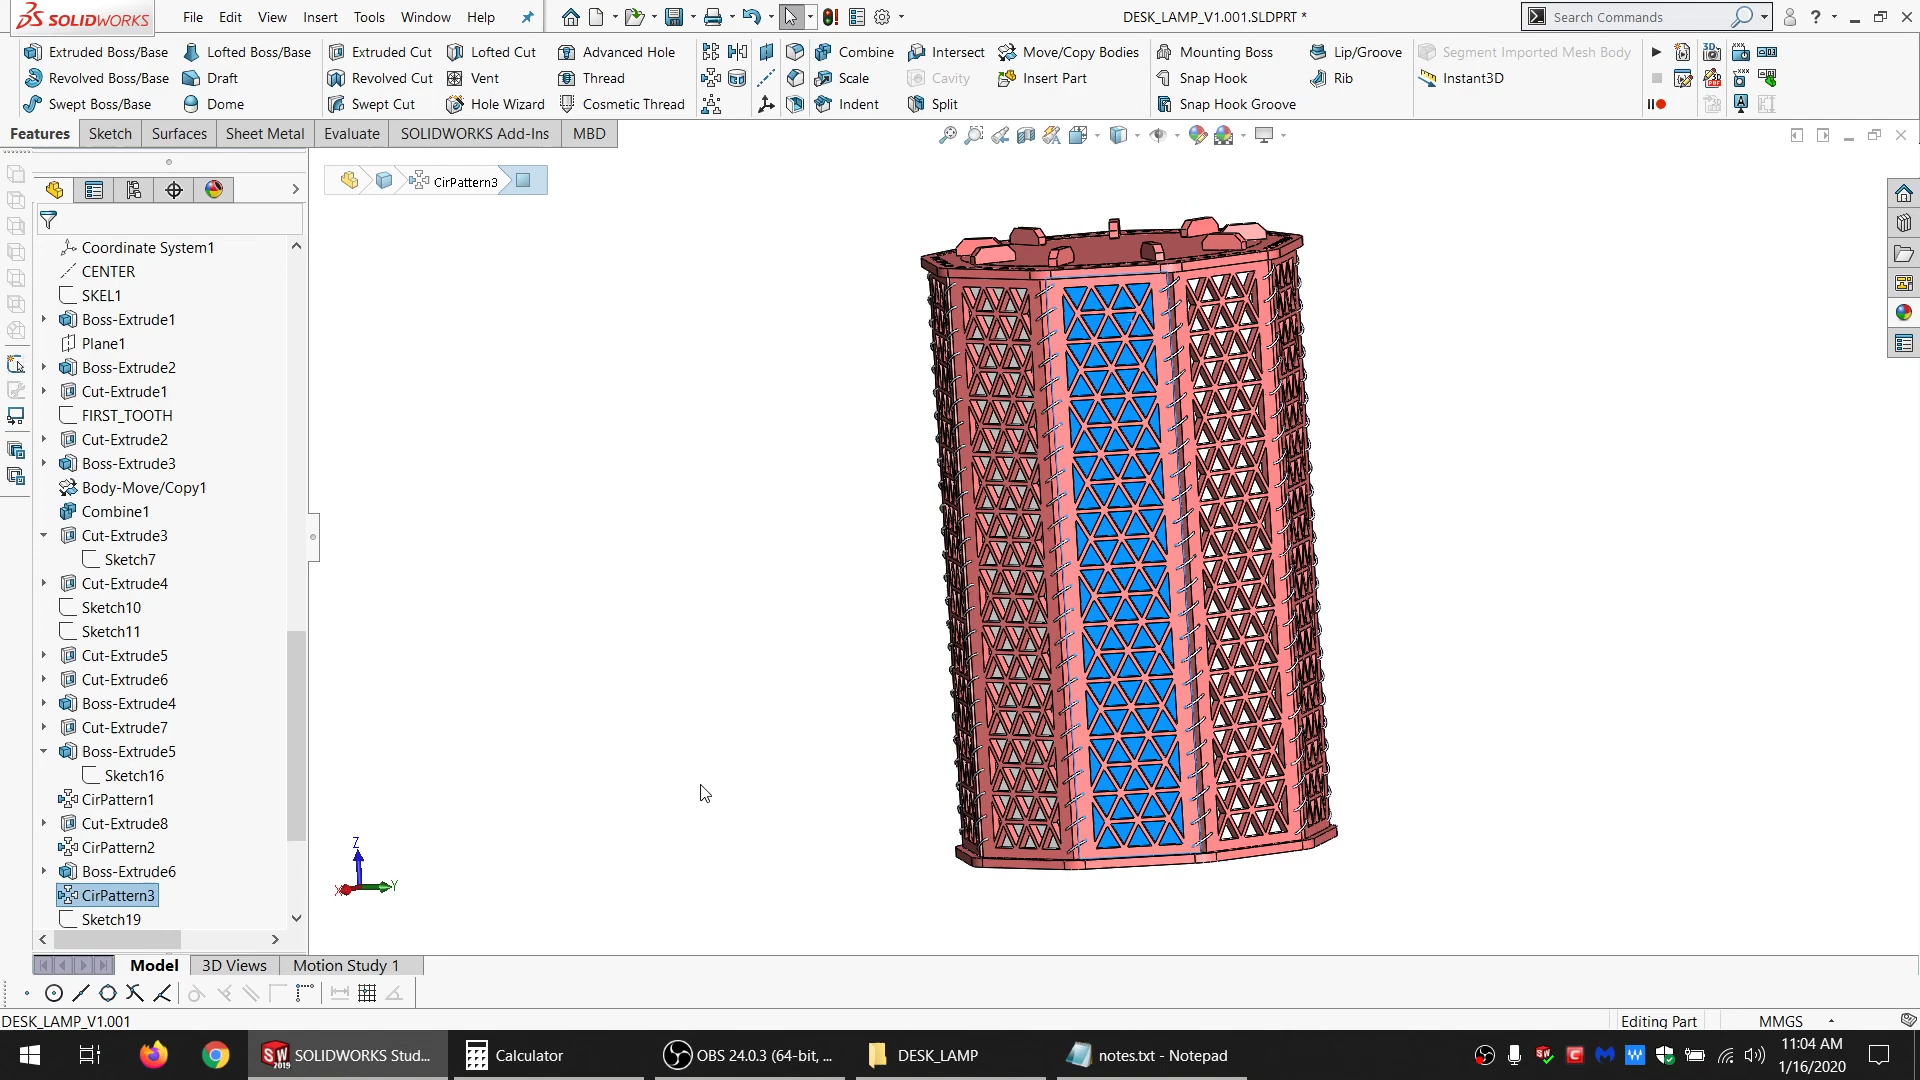 SOLIDWORKS
File Edit View Insert Tools Window Help
DESK_LAMP_V1.001.SLDPRT *
Search Commands
Extruded Boss/Base
Revolved Boss/Base
Swept Boss/Base
Lofted Boss/Base
Draft
Dome
Extruded Cut
Revolved Cut
Swept Cut
Lofted Cut
Vent
Hole Wizard
Advanced Hole
Thread
Cosmetic Thread
Combine
Scale
Indent
Intersect
Cavity
Split
Move/Copy Bodies
Insert Part
Mounting Boss
Snap Hook
Snap Hook Groove
Lip/Groove
Rib
Segment Imported Mesh Body
Instant3D
Features Sketch Surfaces Sheet Metal Evaluate SOLIDWORKS Add-Ins MBD
CirPattern3
Coordinate System1
CENTER
SKEL1
Boss-Extrude1
Plane1
Boss-Extrude2
Cut-Extrude1
FIRST_TOOTH
Cut-Extrude2
Boss-Extrude3
Body-Move/Copy1
Combine1
Cut-Extrude3
Sketch7
Cut-Extrude4
Sketch10
Sketch11
Cut-Extrude5
Cut-Extrude6
Boss-Extrude4
Cut-Extrude7
Boss-Extrude5
Sketch16
CirPattern1
Cut-Extrude8
CirPattern2
Boss-Extrude6
CirPattern3
Sketch19
Z
X
Y
Model 3D Views Motion Study 1
DESK_LAMP_V1.001
Editing Part
MMGS
SOLIDWORKS Stud...
Calculator
OBS 24.0.3 (64-bit, ...
DESK_LAMP
notes.txt - Notepad
11:04 AM
1/16/2020